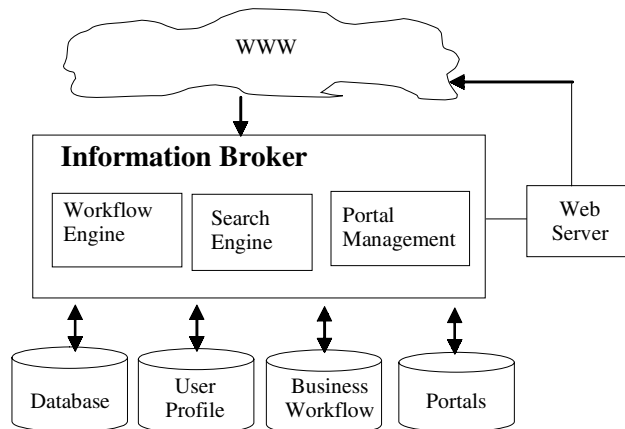 WWW
Information Broker
Workflow
Engine
Search
Engine
Portal
Management
Web
Server
Database
User
Profile
Business
Workflow
Portals